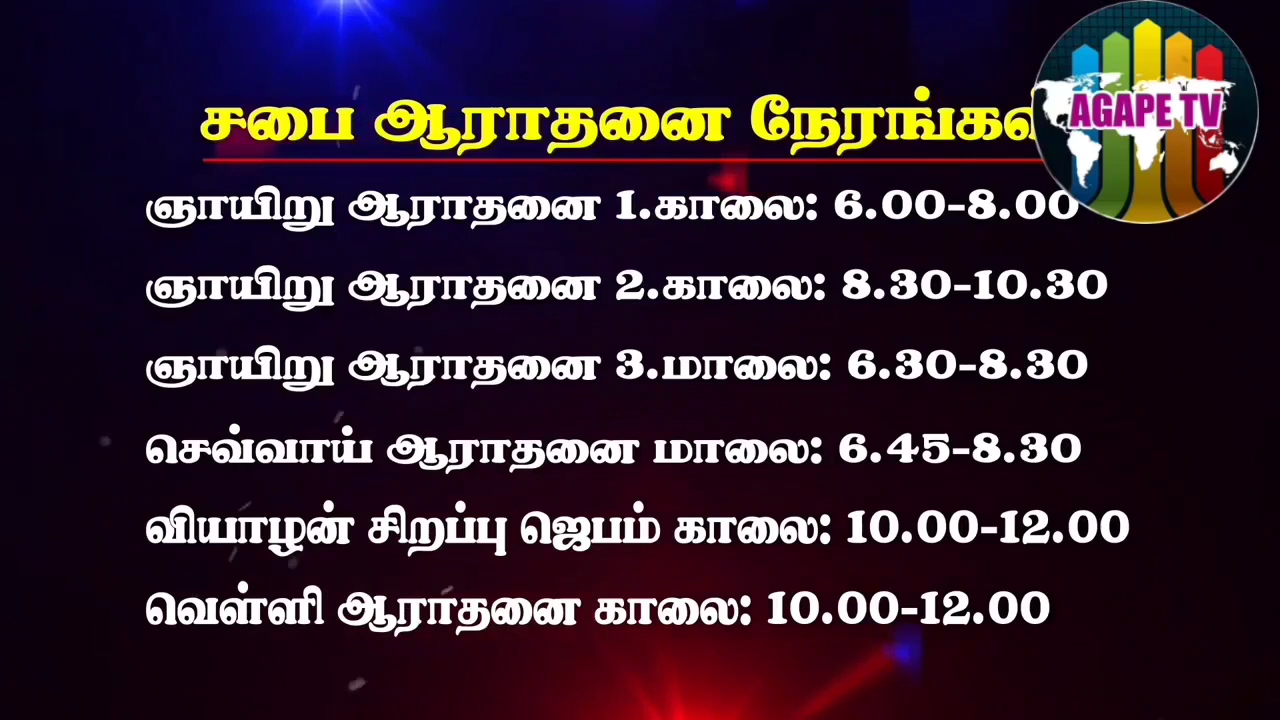 சபை ஆராதனை
AGAPE TV
ஞாயிறு ஆராதனை 1.காலை: 6.00-8.00
ஞாயிறு ஆராதனை 2.காலை: 8.30-10.30
ஞாயிறு ஆராதனை 3.மாலை: 6.30-8.30
செவ்வாய் ஆராதனை மாலை: 6.45-8.30
வியாழன் சிறப்பு ஜெபம் காலை: 10.00-12.00
வெள்ளி ஆராதனை காலை: 10.00-12.00